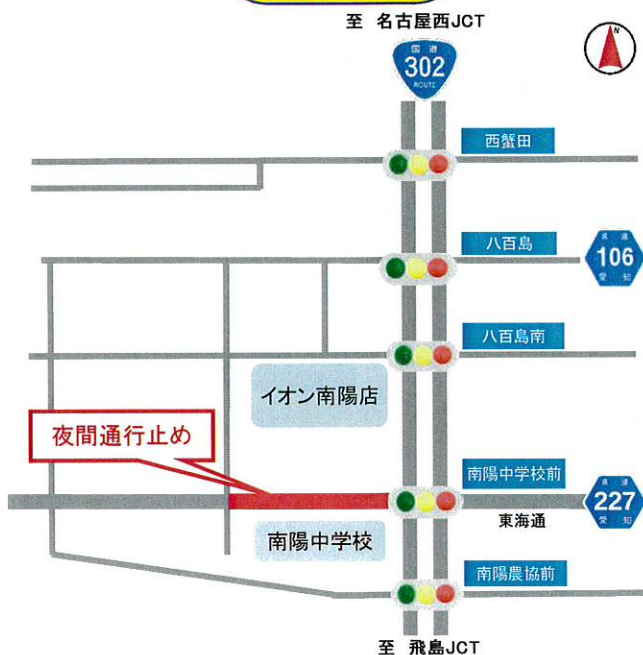 至 名古屋西JCT
国道
302
ROUTE
N
西蟹田
八百島
県道
106
愛知
八百島南
イオン南陽店
夜間通行止め
南陽中学校前
県道
227
愛知
東海通
南陽中学校
南陽農協前
至 飛島JCT